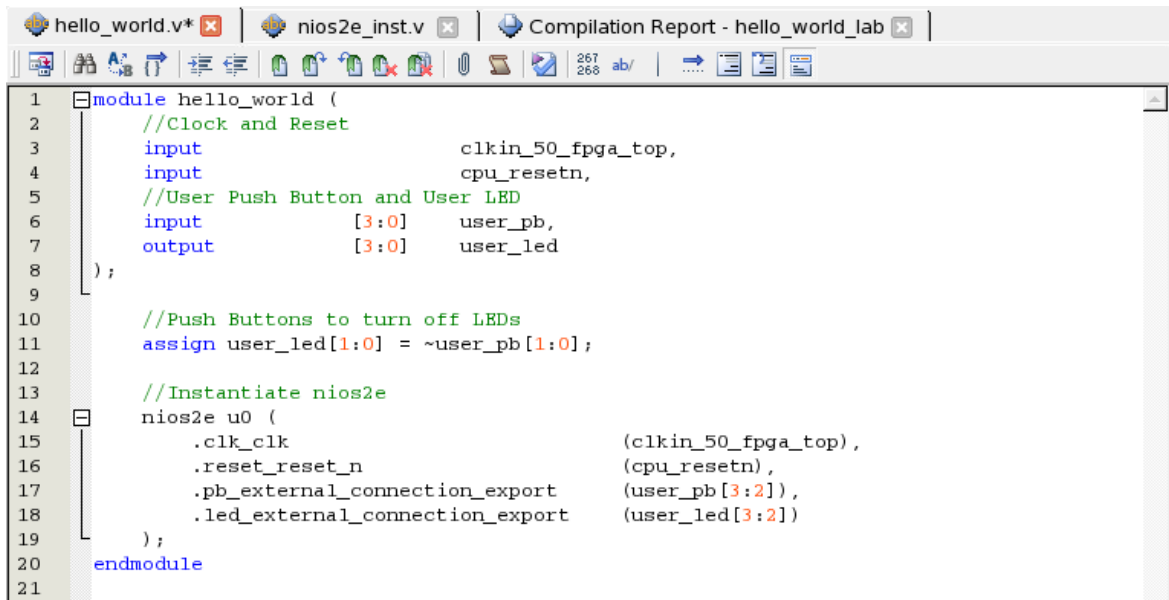 hello_world.v* nios2e_inst.v Compilation Report - hello_world_lab
267
268 ab/
1 module hello_world (
2 //Clock and Reset
3 input clkin_50_fpga_top,
4 input cpu_resetn,
5 //User Push Button and User LED
6 input [3:0] user_pb,
7 output [3:0] user_led
8 );
9
10 //Push Buttons to turn off LEDs
11 assign user_led[1:0] = ~user_pb[1:0];
12
13 //Instantiate nios2e
14 nios2e u0 (
15 .clk_clk (clkin_50_fpga_top),
16 .reset_reset_n (cpu_resetn),
17 .pb_external_connection_export (user_pb[3:2]),
18 .led_external_connection_export (user_led[3:2])
19 );
20 endmodule
21